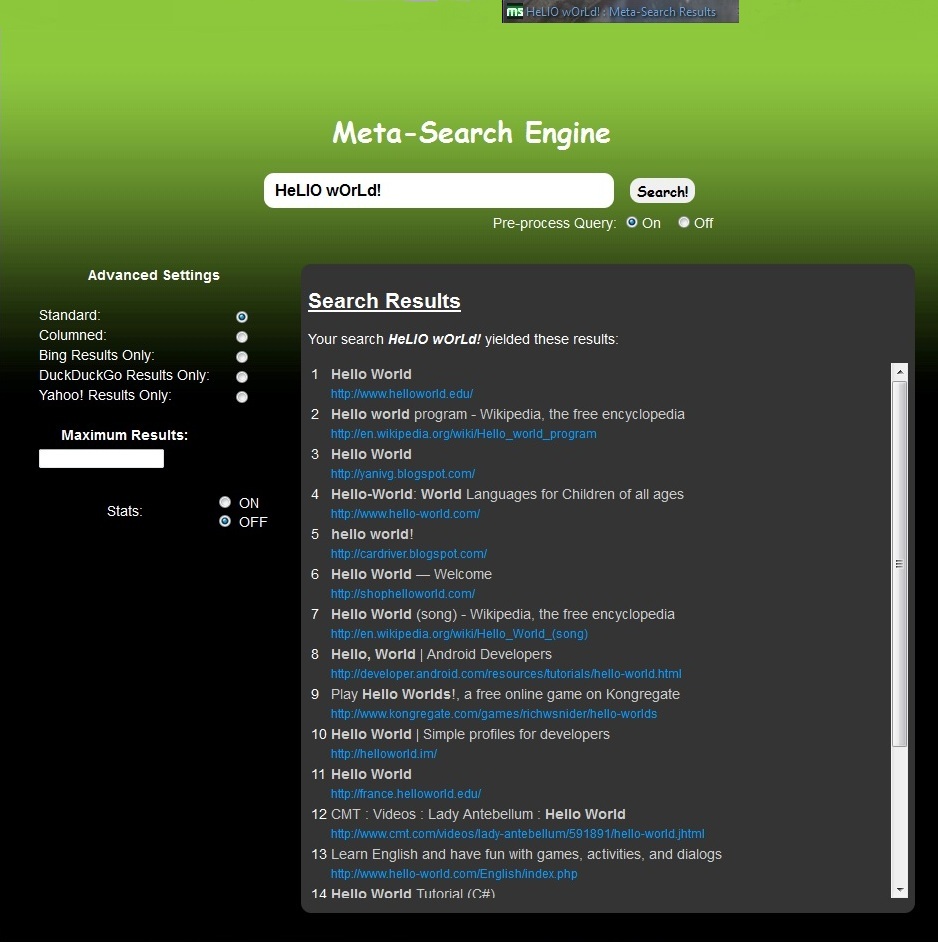 ms HeLlO wOrLd! : Meta-Search Results
Meta-Search Engine
HeLlO wOrLd! Search!
Pre-process Query: On Off
Advanced Settings
Standard:
Columned:
Bing Results Only:
DuckDuckGo Results Only:
Yahoo! Results Only:
Maximum Results:
Stats: ON
OFF
Search Results
Your search HeLlO wOrLd! yielded these results:
1 Hello World
http://www.helloworld.edu/
2 Hello world program - Wikipedia, the free encyclopedia
http://en.wikipedia.org/wiki/Hello_world_program
3 Hello World
http://yanivg.blogspot.com/
4 Hello-World: World Languages for Children of all ages
http://www.hello-world.com/
5 hello world!
http://cardriver.blogspot.com/
6 Hello World — Welcome
http://shophelloworld.com/
7 Hello World (song) - Wikipedia, the free encyclopedia
http://en.wikipedia.org/wiki/Hello_World_(song)
8 Hello, World | Android Developers
http://developer.android.com/resources/tutorials/hello-world.html
9 Play Hello Worlds!, a free online game on Kongregate
http://www.kongregate.com/games/richwsnider/hello-worlds
10 Hello World | Simple profiles for developers
http://helloworld.im/
11 Hello World
http://france.helloworld.edu/
12 CMT : Videos : Lady Antebellum : Hello World
http://www.cmt.com/videos/lady-antebellum/591891/hello-world.jhtml
13 Learn English and have fun with games, activities, and dialogs
http://www.hello-world.com/English/index.php
14 Hello World Tutorial (C#)